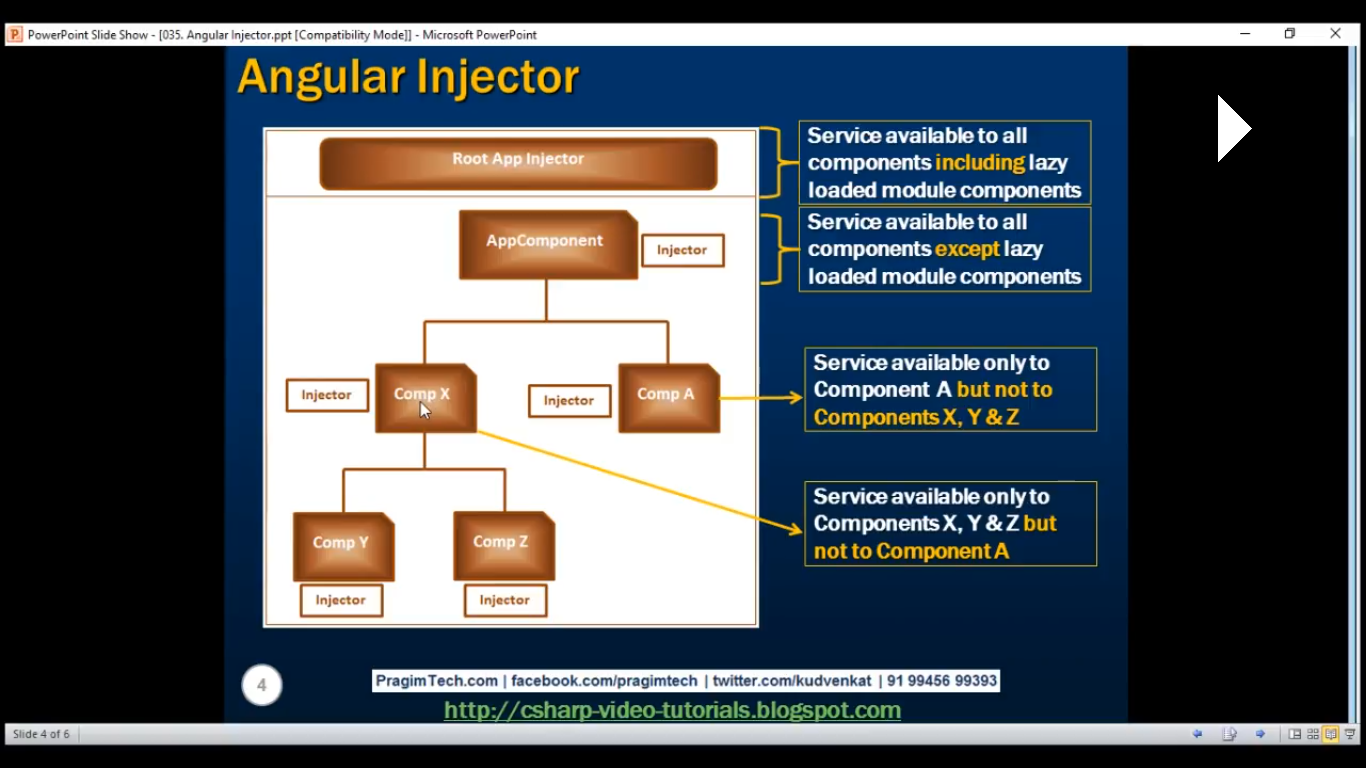 PowerPoint Slide Show - [035. Angular Injector.ppt [Compatibility Mode]] - Microsoft PowerPoint
Angular Injector
Root App Injector
Service available to all
components including lazy
loaded module components
AppComponent
Injector
Service available to all
components except lazy
loaded module components
Injector
Comp X
Injector
Comp A
Service available only to
Component A but not to
Components X, Y & Z
Comp Y
Injector
Comp Z
Injector
Service available only to
Components X, Y & Z but
not to Component A
4
PragimTech.com | facebook.com/pragimtech | twitter.com/kudvenkat | 91 99456 99393
http://csharp-video-tutorials.blogspot.com
Slide 4 of 6